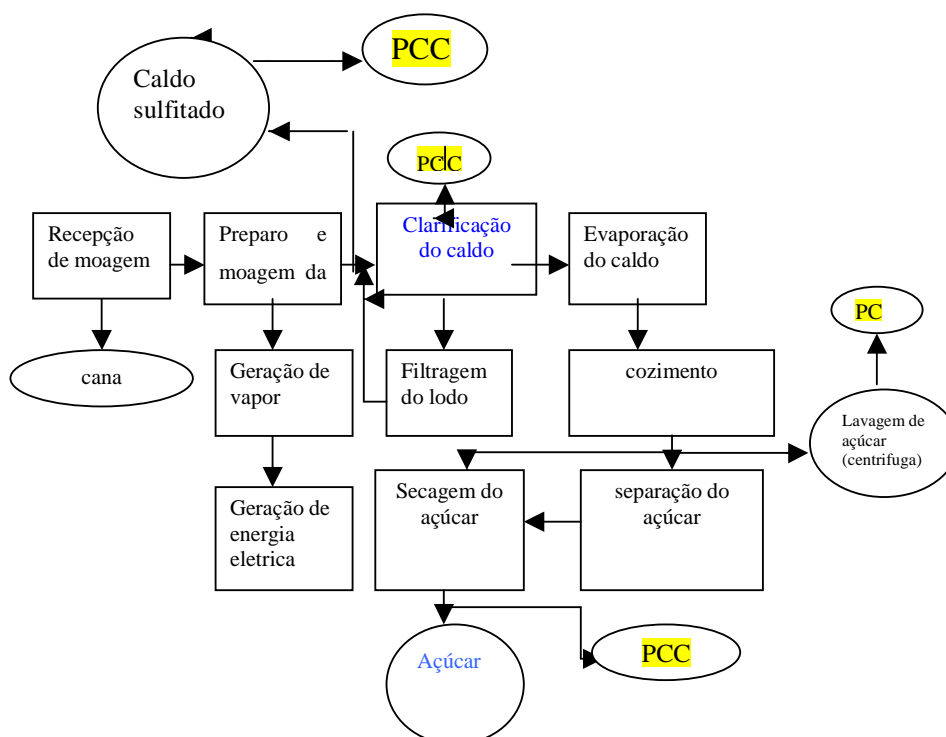 PCC
Caldo
sulfitado
PCC
Recepção
de moagem
Preparo e
moagem da
Clarificação
do caldo
Evaporação
do caldo
PC
cana
Geração de
vapor
Filtragem
do lodo
cozimento
Lavagem de
açúcar
(centrifuga)
Geração de
energia
eletrica
Secagem do
açúcar
separação do
açúcar
Açúcar
PCC